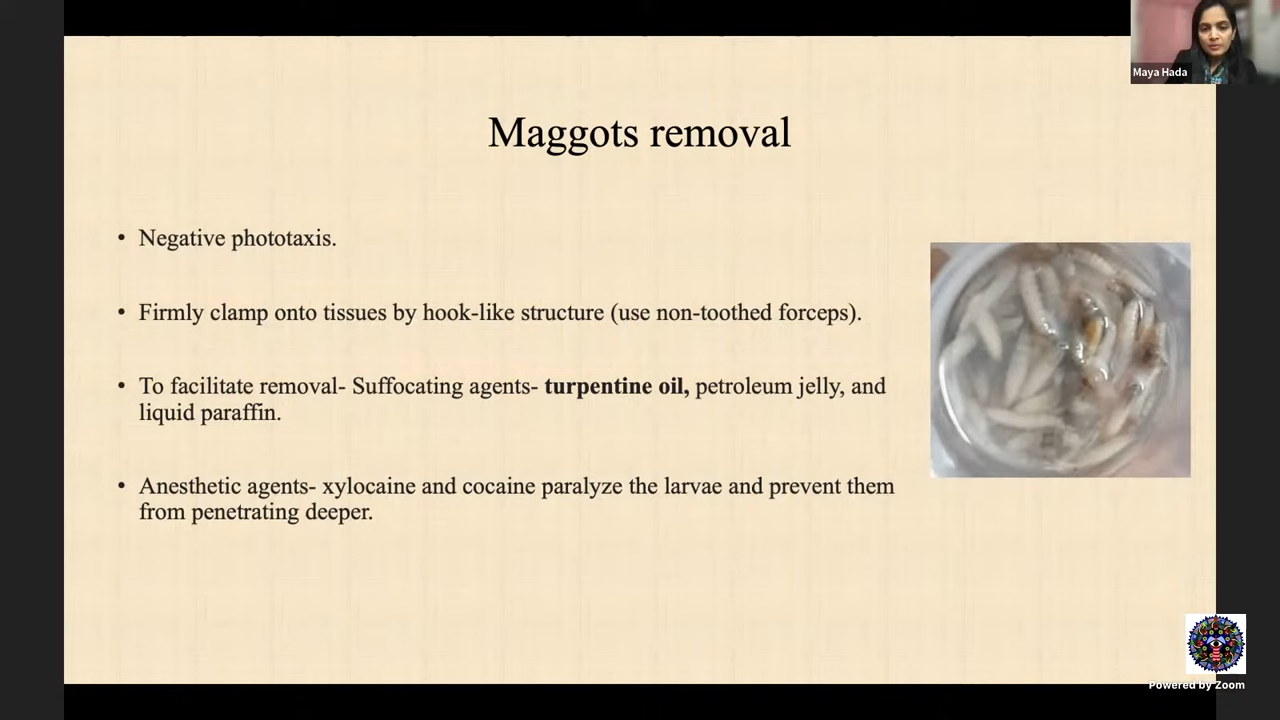 Maya Hada
Maggots removal
• Negative phototaxis.
• Firmly clamp onto tissues by hook-like structure (use non-toothed forceps).
• To facilitate removal- Suffocating agents- turpentine oil, petroleum jelly, and
liquid paraffin.
• Anesthetic agents- xylocaine and cocaine paralyze the larvae and prevent them
from penetrating deeper.
Powered by Zoom